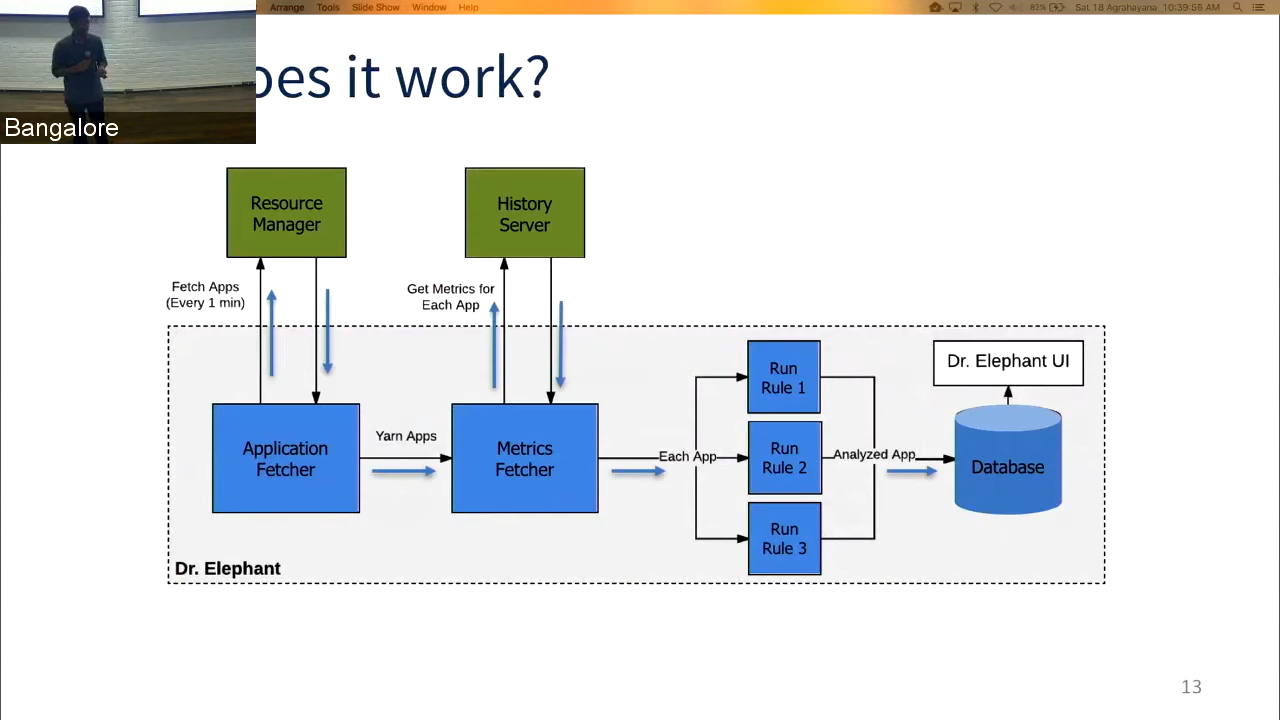 Arrange Tools Slide Show Window Help
82% Sat 18 Agrahayana 10:39:56 AM
oes it work?
Bangalore
Resource
Manager
History
Server
Fetch Apps
(Every 1 min)
Get Metrics for
Each App
Application
Fetcher
Yarn Apps
Metrics
Fetcher
Each App
Run
Rule 1
Run
Rule 2
Run
Rule 3
Analyzed App
Dr. Elephant UI
Database
Dr. Elephant
13